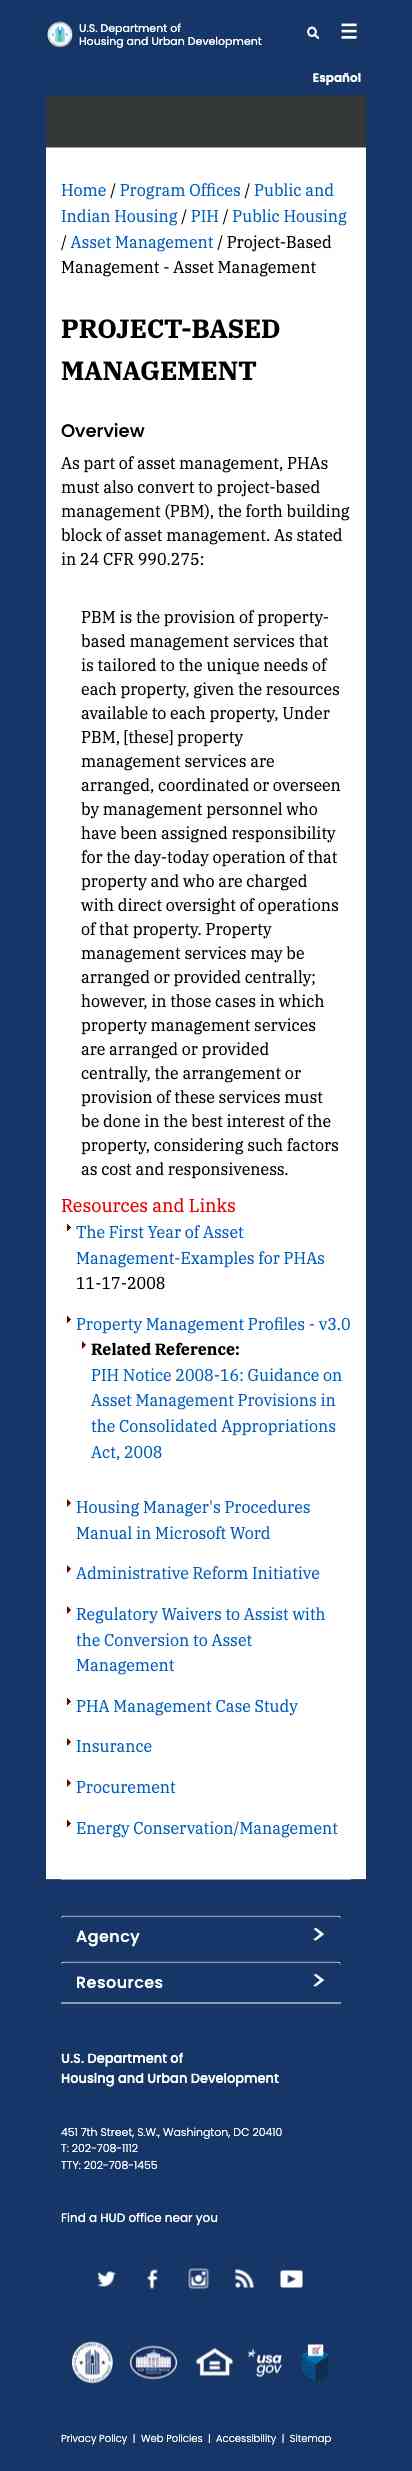 U.S. Department of
Housing and Urban Development
Español
Home / Program Offices / Public and
Indian Housing / PIH / Public Housing
/ Asset Management / Project-Based
Management - Asset Management
PROJECT-BASED
MANAGEMENT
Overview
As part of asset management, PHAs
must also convert to project-based
management (PBM), the forth building
block of asset management. As stated
in 24 CFR 990.275:
PBM is the provision of property-
based management services that
is tailored to the unique needs of
each property, given the resources
available to each property, Under
PBM, [these] property
management services are
arranged, coordinated or overseen
by management personnel who
have been assigned responsibility
for the day-today operation of that
property and who are charged
with direct oversight of operations
of that property. Property
management services may be
arranged or provided centrally;
however, in those cases in which
property management services
are arranged or provided
centrally, the arrangement or
provision of these services must
be done in the best interest of the
property, considering such factors
as cost and responsiveness.
Resources and Links
The First Year of Asset
Management-Examples for PHAs
11-17-2008
Property Management Profiles - v3.0
Related Reference:
PIH Notice 2008-16: Guidance on
Asset Management Provisions in
the Consolidated Appropriations
Act, 2008
Housing Manager's Procedures
Manual in Microsoft Word
Administrative Reform Initiative
Regulatory Waivers to Assist with
the Conversion to Asset
Management
PHA Management Case Study
Insurance
Procurement
Energy Conservation/Management
Agency
Resources
U.S. Department of
Housing and Urban Development
451 7th Street, S.W., Washington, DC 20410
T: 202-708-1112
TTY: 202-708-1455
Find a HUD office near you
usa
gov
Privacy Policy | Web Policies | Accessibility | Sitemap